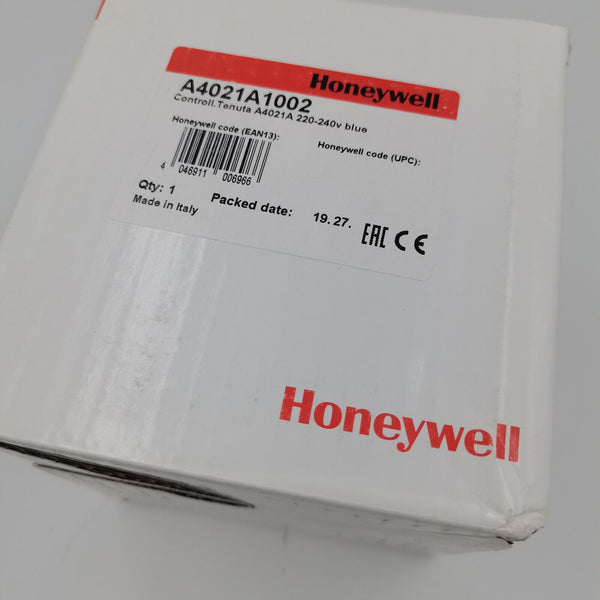 Honeywell
A4021A1002
Controll.Tenuta A4021A 220-240v blue
Honeywell code (EAN13):
Honeywell code (UPC):
4 046911 006966
Qty: 1
Packed date: 19. 27.
Made in Italy
EAC CE
Honeywell